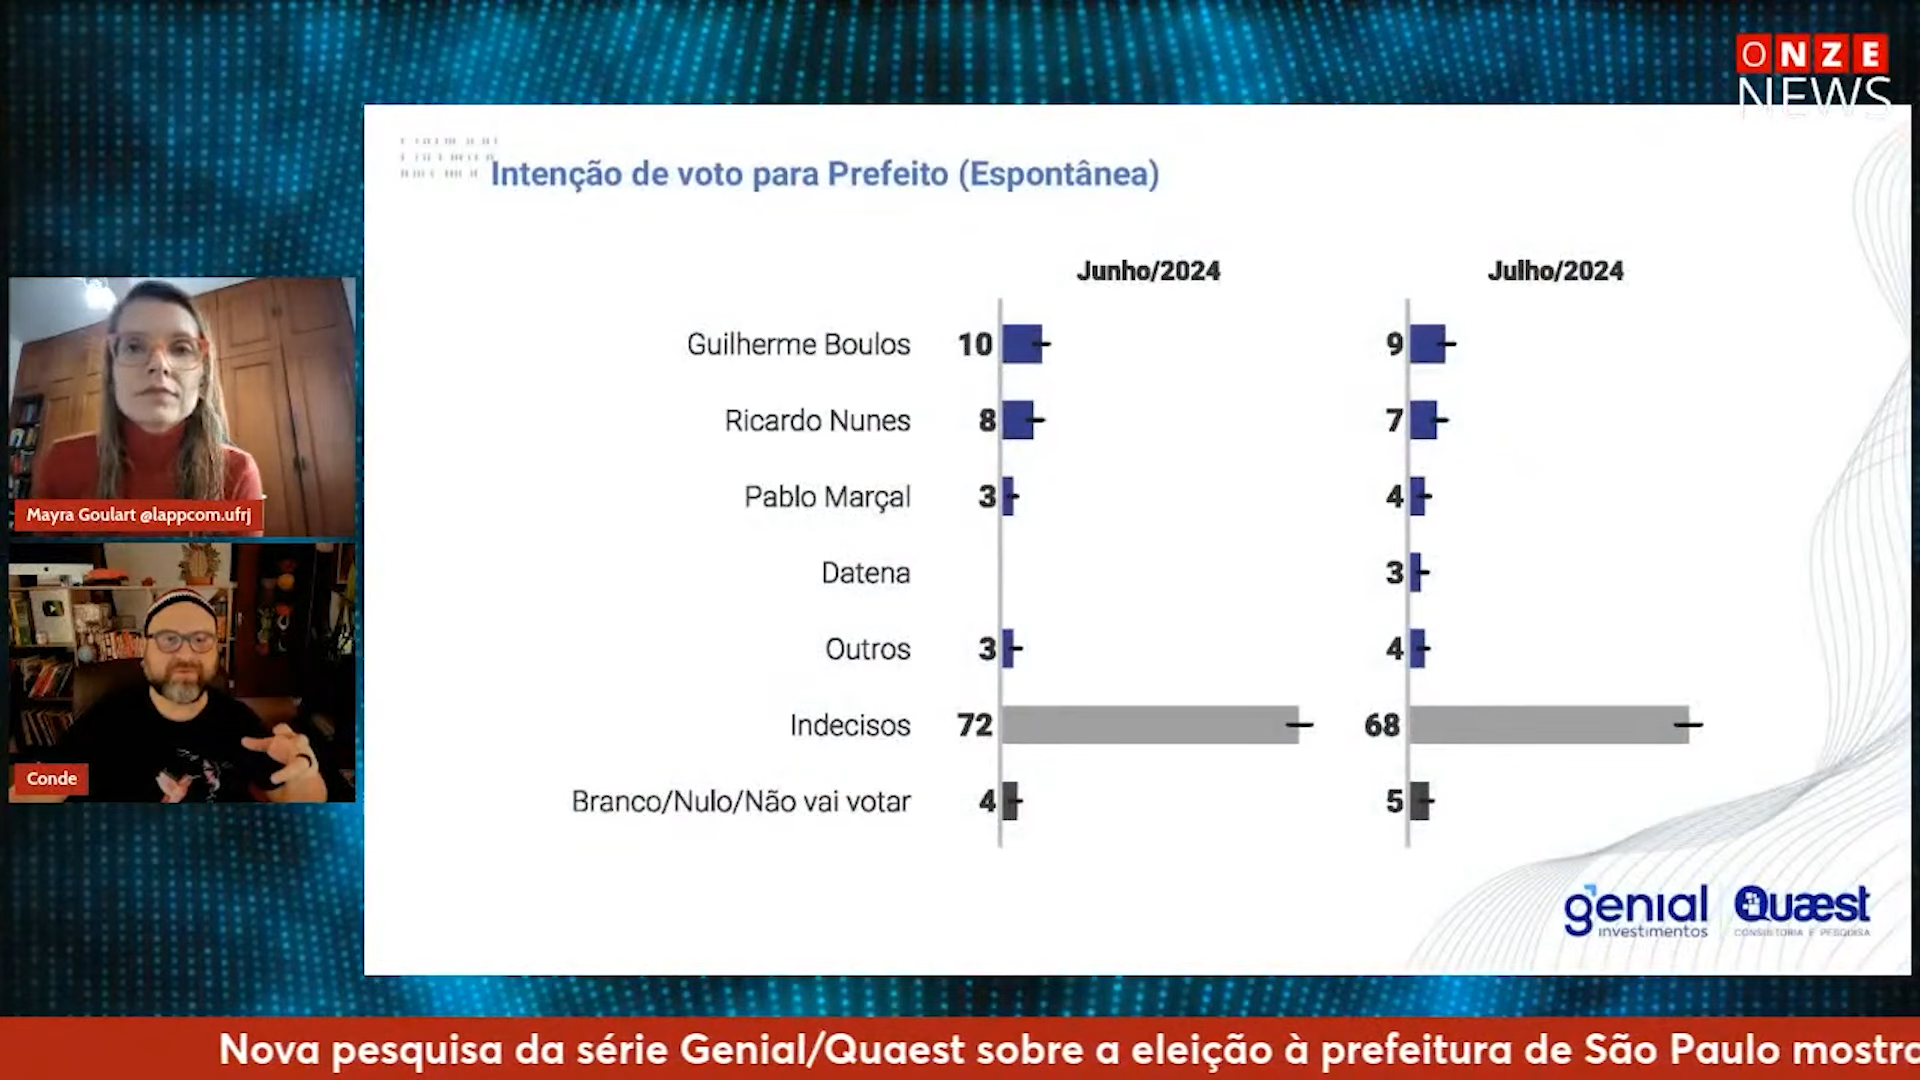 ONZE
NEWS
Intenção de voto para Prefeito (Espontânea)
Junho/2024
Julho/2024
Guilherme Boulos 10 9
Ricardo Nunes 8 7
Pablo Marçal 3 4
Datena 3
Outros 3 4
Indecisos 72 68
Branco/Nulo/Não vai votar 4 5
Mayra Goulart @lappcom.ufrj
Conde
genial
investimentos
Quæst
CONSULTORIA E PESQUISA
Nova pesquisa da série Genial/Quaest sobre a eleição à prefeitura de São Paulo mostra